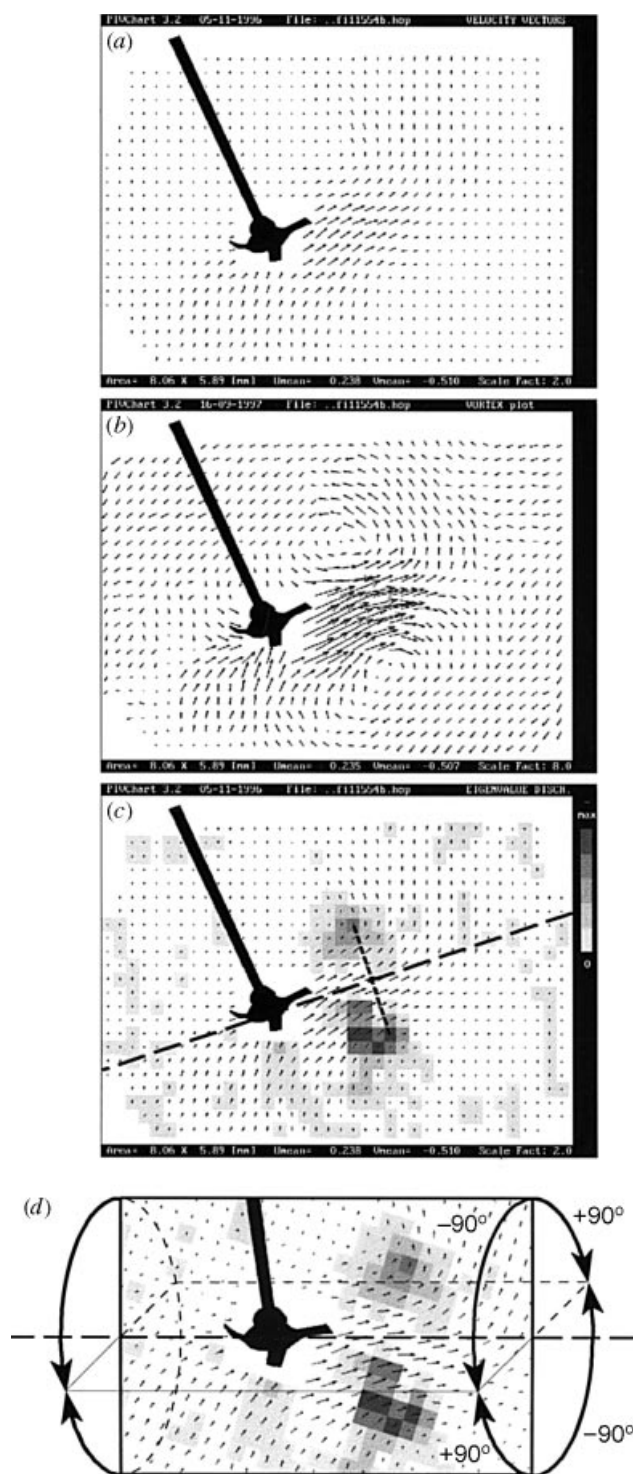 PIVChart 3.2 05-11-1996 File: ..fi11554b.hop VELOCITY VECTORS
(a)
Area= 8.06 X 5.89 [mm] Umean= 0.238 Vmean= -0.510 Scale Fact: 2.0
PIVChart 3.2 16-09-1997 File: ..fi11554b.hop VORTEX plot
(b)
Area= 8.06 X 5.89 [mm] Umean= 0.235 Vmean= -0.507 Scale Fact: 8.0
PIVChart 3.2 05-11-1996 File: ..fi11554b.hop EIGENVALUE DISCR.
(c)
max
0
Area= 8.06 X 5.89 [mm] Umean= 0.238 Vmean= -0.510 Scale Fact: 2.0
(d)
–90°
+90°
+90°
–90°